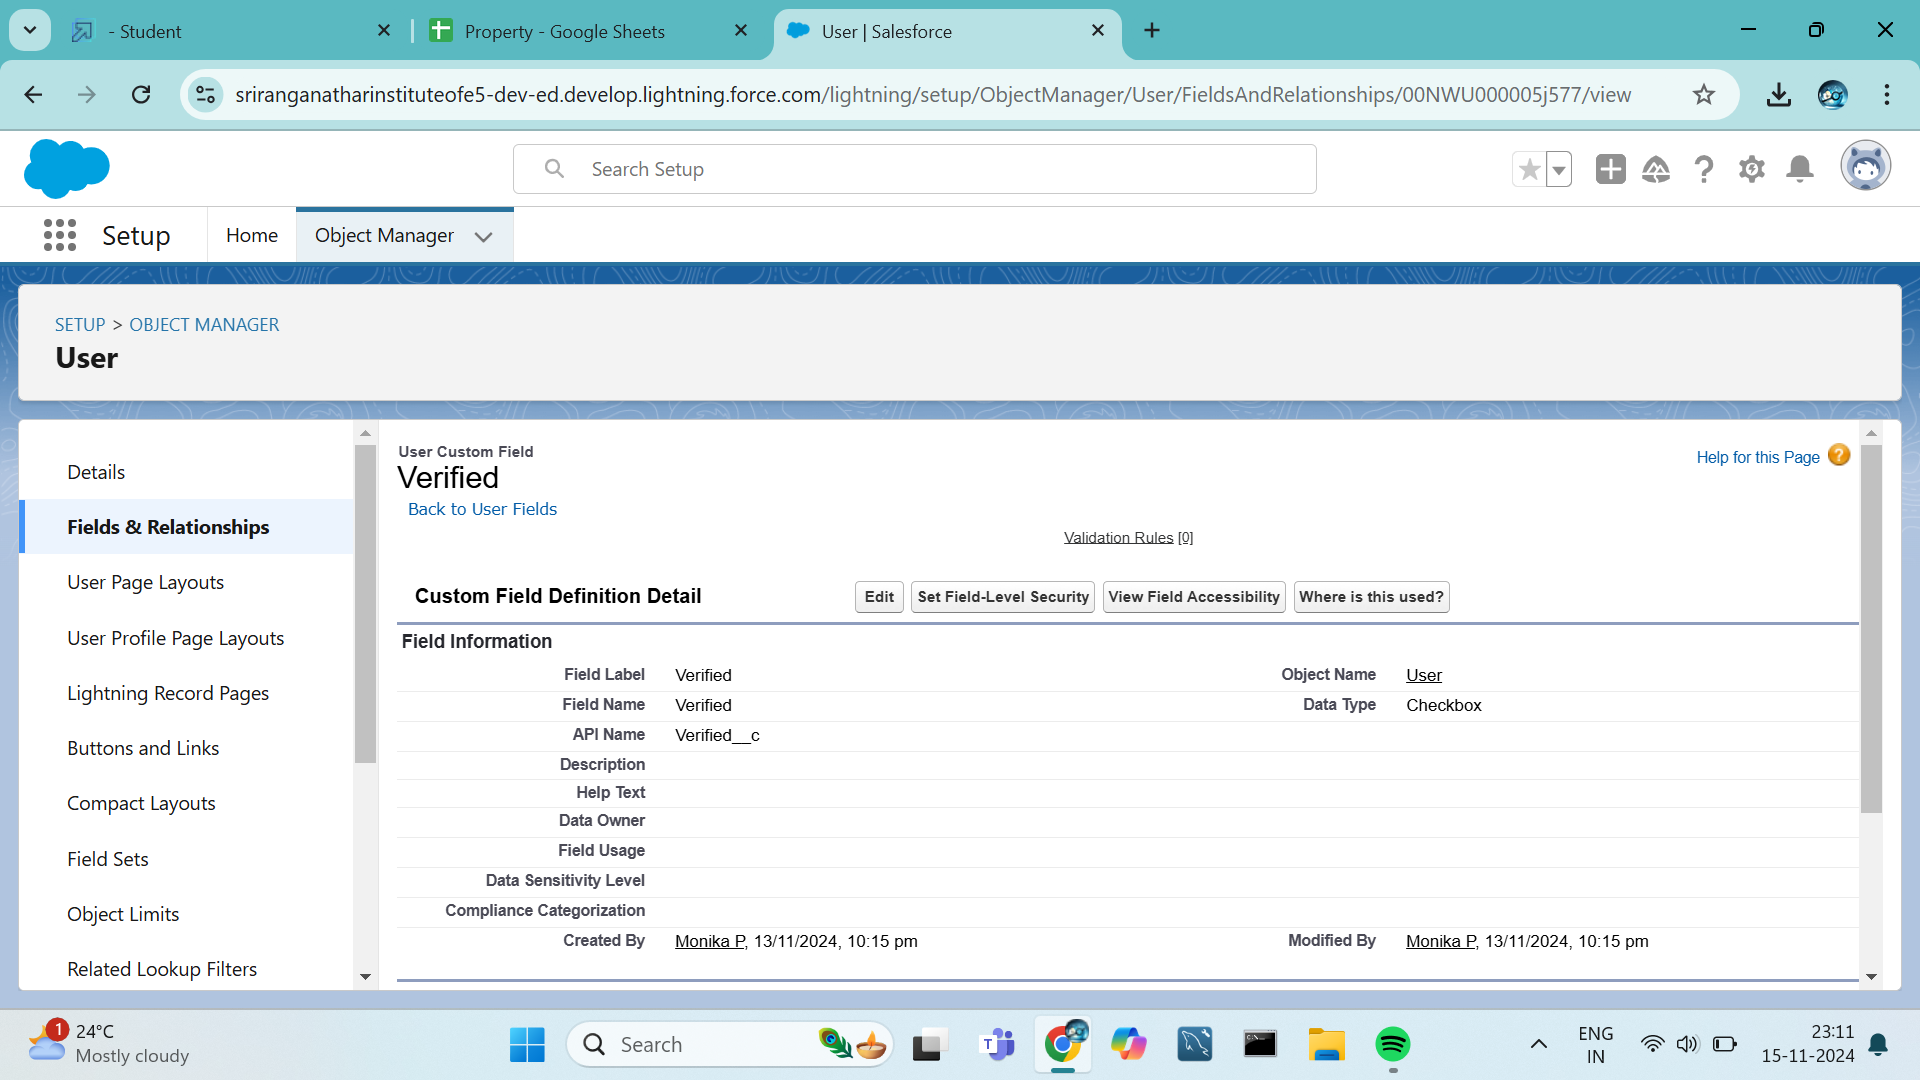 - Student
Property - Google Sheets
User | Salesforce
sriranganatharinstituteofe5-dev-ed.develop.lightning.force.com/lightning/setup/ObjectManager/User/FieldsAndRelationships/00NWU000005j577/view
Search Setup
Setup
Home
Object Manager
SETUP > OBJECT MANAGER
User
Details
Fields & Relationships
User Page Layouts
User Profile Page Layouts
Lightning Record Pages
Buttons and Links
Compact Layouts
Field Sets
Object Limits
Related Lookup Filters
User Custom Field
Verified
Back to User Fields
Help for this Page
Validation Rules [0]
Custom Field Definition Detail
Edit
Set Field-Level Security
View Field Accessibility
Where is this used?
Field Information
Field Label Verified
Object Name User
Field Name Verified
Data Type Checkbox
API Name Verified__c
Description
Help Text
Data Owner
Field Usage
Data Sensitivity Level
Compliance Categorization
Created By Monika P, 13/11/2024, 10:15 pm
Modified By Monika P, 13/11/2024, 10:15 pm
1
24°C
Mostly cloudy
Search
ENG
IN
23:11
15-11-2024